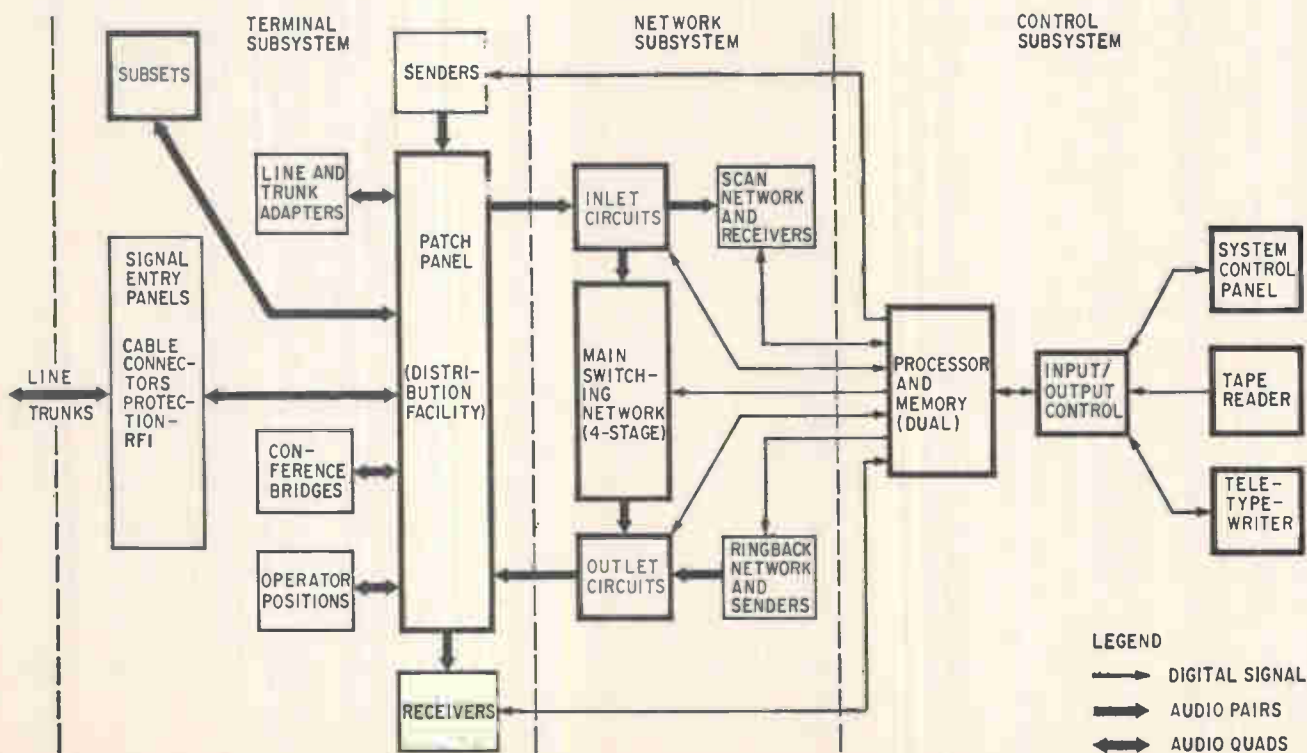 TERMINAL
SUBSYSTEM
NETWORK
SUBSYSTEM
CONTROL
SUBSYSTEM
SUBSETS
SENDERS
LINE AND
TRUNK
ADAPTERS
SIGNAL
ENTRY
PANELS
CABLE
CONNEC-
TORS
PROTEC-
TION-
RFI
LINE
TRUNKS
PATCH
PANEL
(DISTRI-
BUTION
FACILITY)
CON-
FERENCE
BRIDGES
OPERATOR
POSITIONS
RECEIVERS
INLET
CIRCUITS
SCAN
NETWORK
AND
RECEIVERS
MAIN
SWITCH-
ING
NETWORK
(4-STAGE)
OUTLET
CIRCUITS
RINGBACK
NETWORK
AND
SENDERS
PROCESSOR
AND
MEMORY
(DUAL)
INPUT/
OUTPUT
CONTROL
SYSTEM
CONTROL
PANEL
TAPE
READER
TELE-
TYPE-
WRITER
LEGEND
DIGITAL SIGNAL
AUDIO PAIRS
AUDIO QUADS